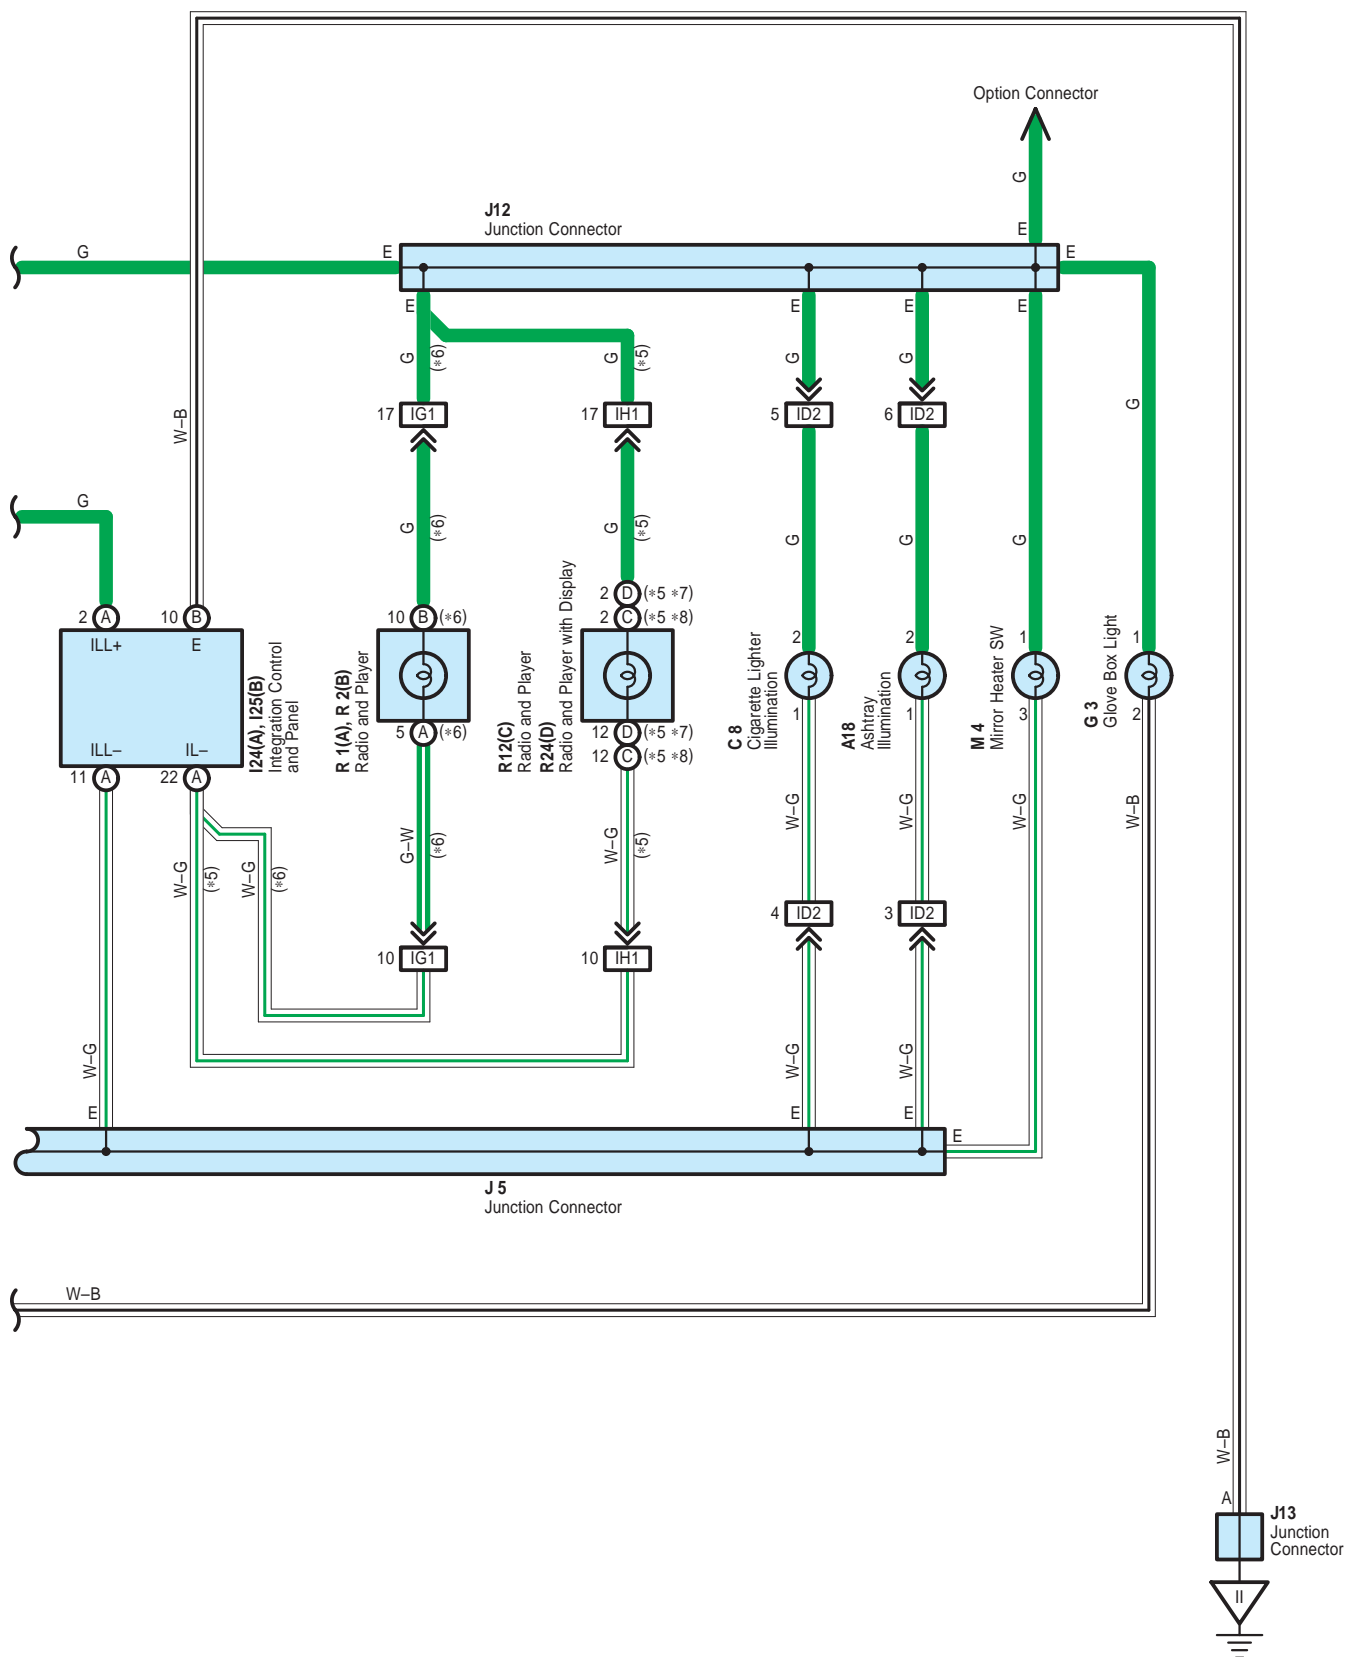 Option Connector
G
J12
Junction Connector
E
G
E
E
E
E
E
E
G
(*6)
G
(*5)
G
G
G
W–B
17 IG1
17 IH1
5 ID2
6 ID2
G
G
(*6)
G
(*5)
G
G
G
2 D (*5 *7)
2 A
10 B
10 B (*6)
2 C (*5 *8)
2
2
1
1
ILL+
E
ILL–
IL–
I24(A), I25(B)
Integration Control
and Panel
R 1(A), R 2(B)
Radio and Player
R12(C)
Radio and Player
R24(D)
Radio and Player with Display
C 8
Cigarette Lighter
Illumination
A18
Ashtray
Illumination
M 4
Mirror Heater SW
G 3
Glove Box Light
1
1
3
2
5 A (*6)
12 D (*5 *7)
12 C (*5 *8)
11 A
22 A
W–G
(*5)
W–G
(*6)
G–W
(*6)
W–G
(*5)
W–G
W–G
W–G
W–B
4 ID2
3 ID2
10 IG1
10 IH1
W–G
W–G
W–G
E
E
E
E
J 5
Junction Connector
W–B
W–B
A
J13
Junction
Connector
II